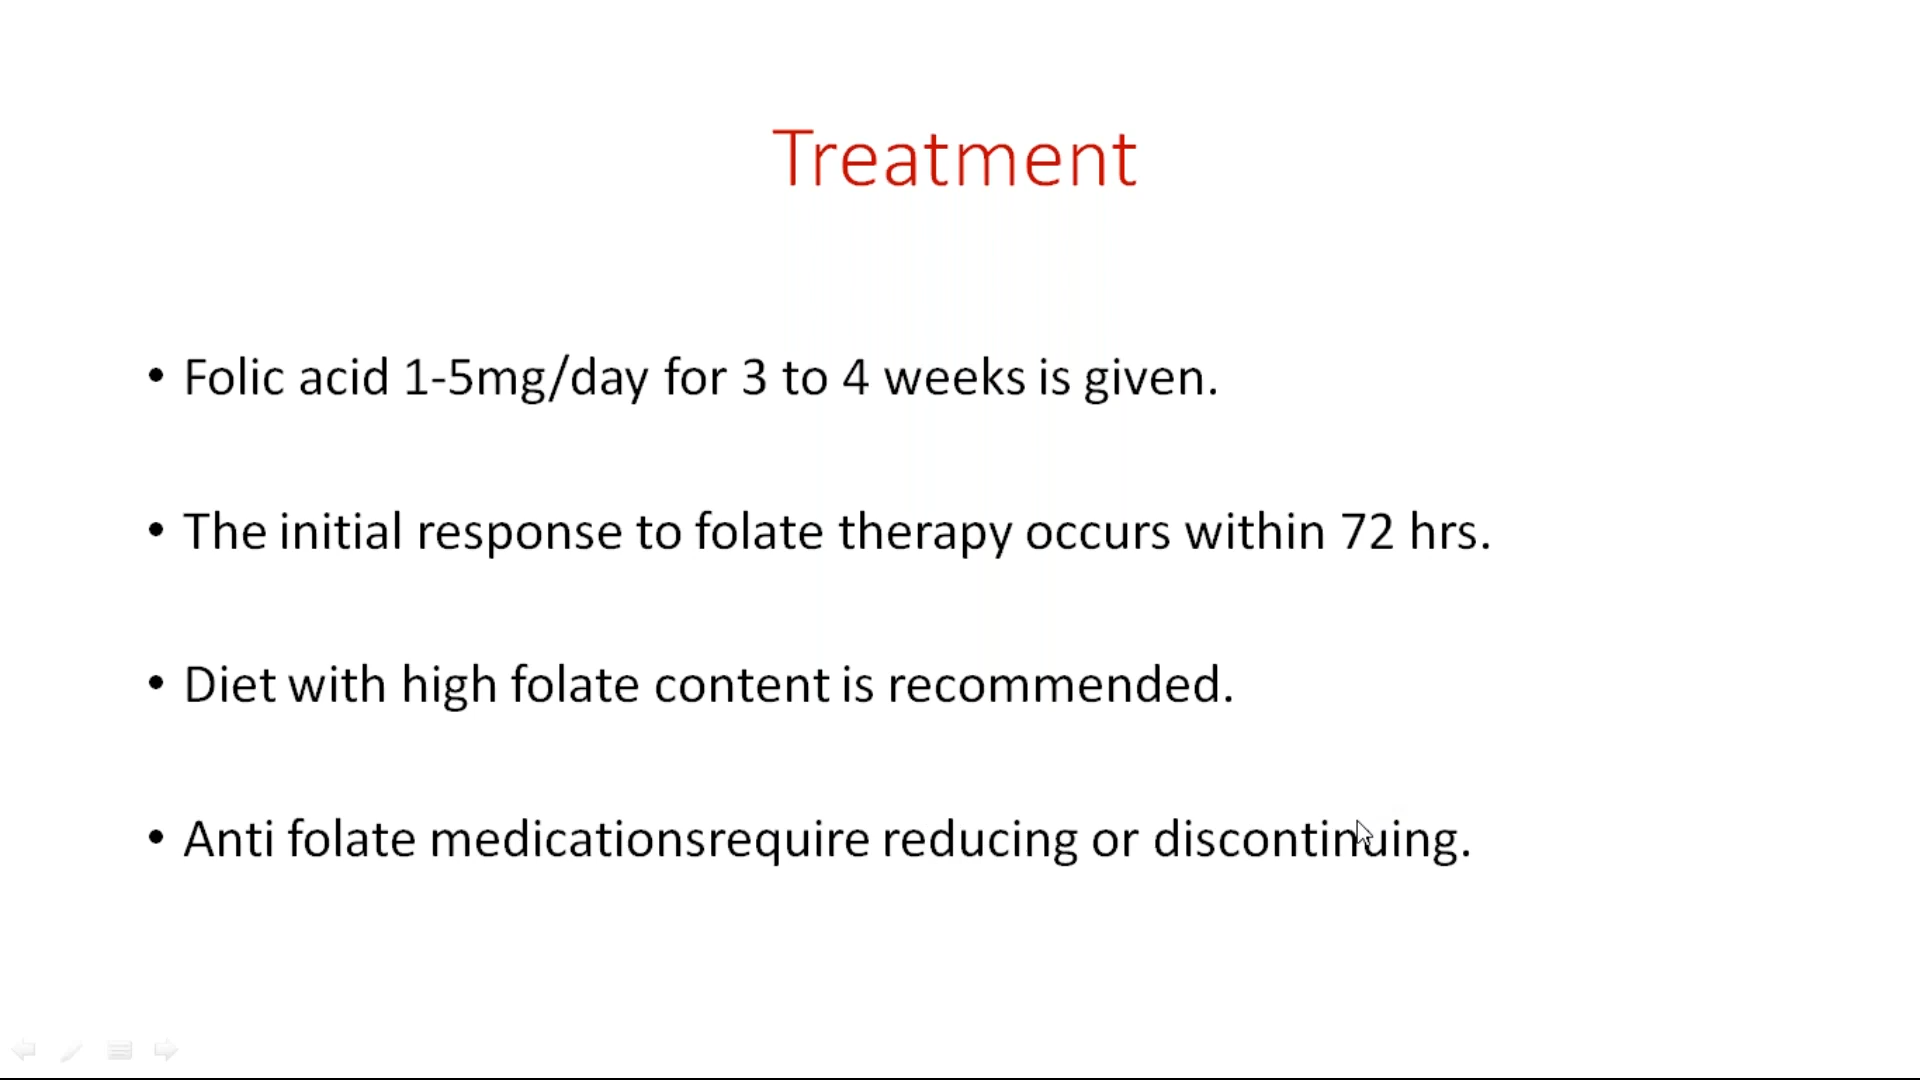 Treatment
• Folic acid 1-5mg/day for 3 to 4 weeks is given.
• The initial response to folate therapy occurs within 72 hrs.
• Diet with high folate content is recommended.
• Anti folate medicationsrequire reducing or discontinuing.